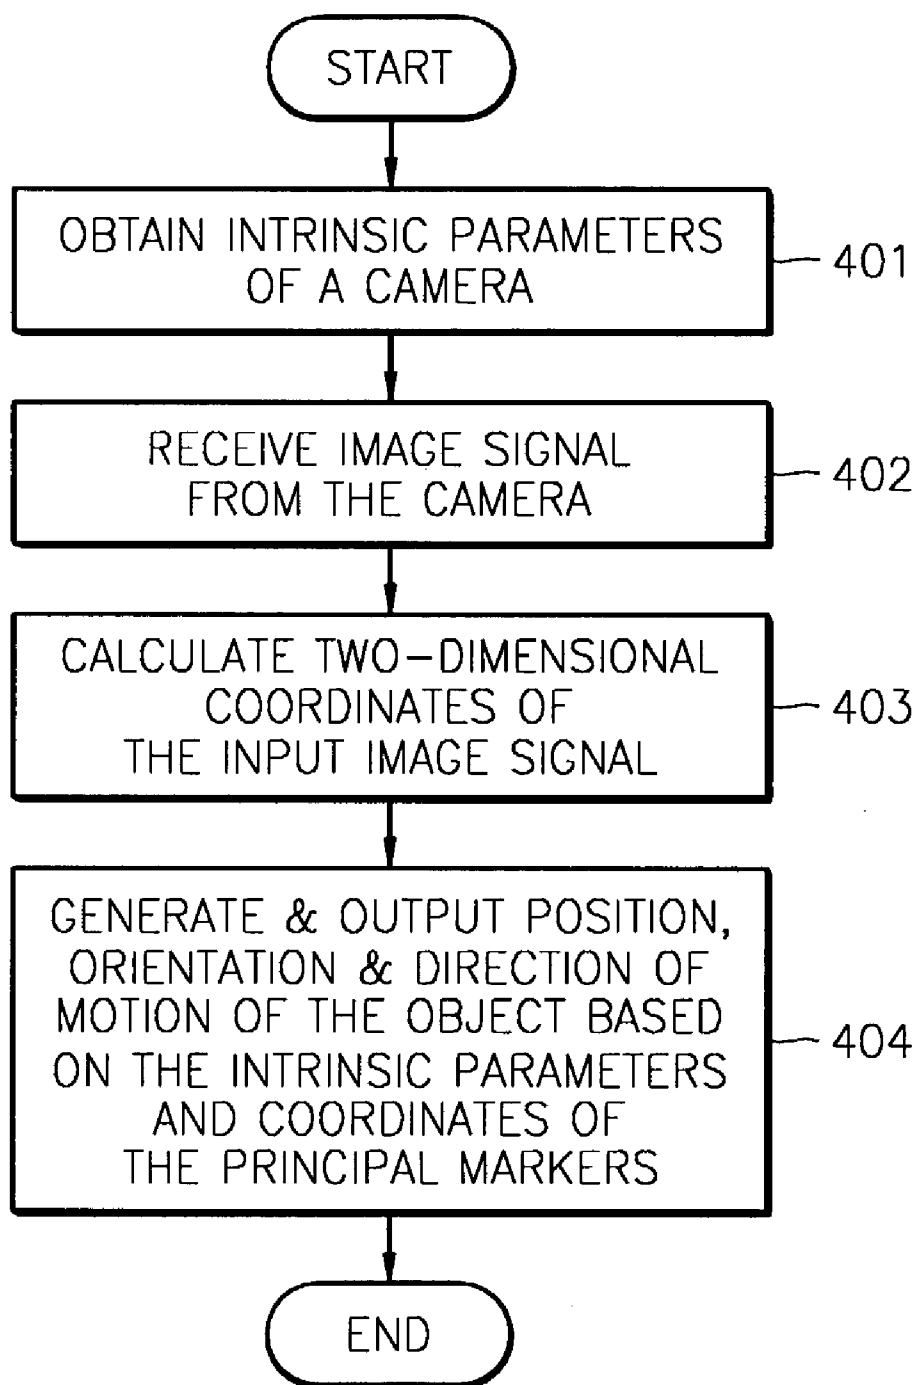 START
OBTAIN INTRINSIC PARAMETERS
OF A CAMERA
401
RECEIVE IMAGE SIGNAL
FROM THE CAMERA
402
CALCULATE TWO-DIMENSIONAL
COORDINATES OF
THE INPUT IMAGE SIGNAL
403
GENERATE & OUTPUT POSITION,
ORIENTATION & DIRECTION OF
MOTION OF THE OBJECT BASED
ON THE INTRINSIC PARAMETERS
AND COORDINATES OF
THE PRINCIPAL MARKERS
404
END